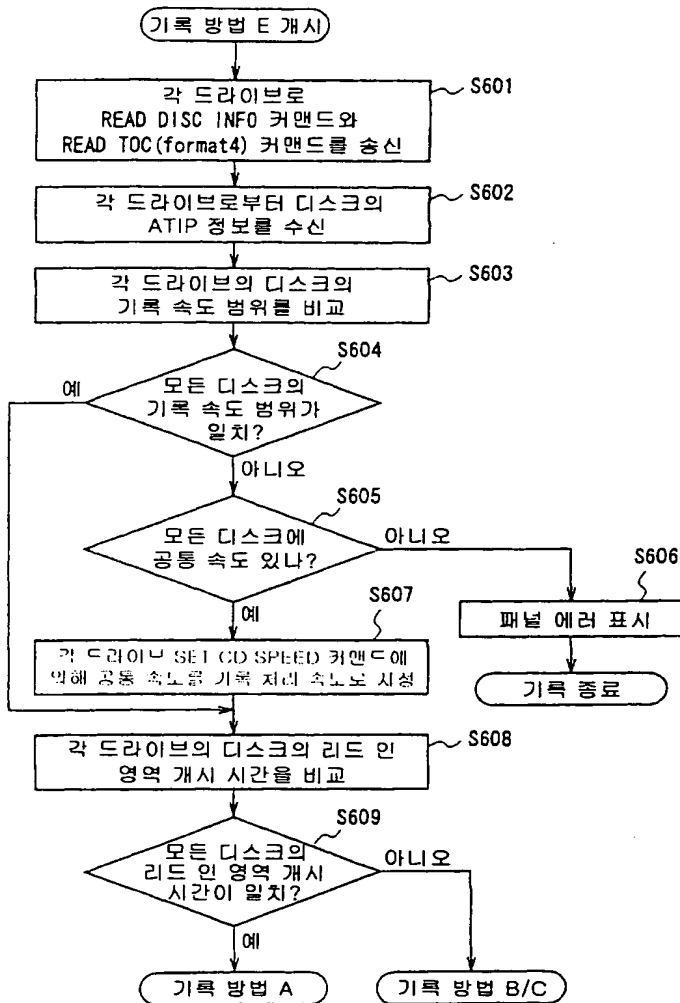 기록 방법 E 개시
S601
각 드라이브로
READ DISC INFO 커맨드와
READ TOC(format4) 커맨드를 송신
S602
각 드라이브로부터 디스크의
ATIP 정보를 수신
S603
각 드라이브의 디스크의
기록 속도 범위를 비교
S604
예
모든 디스크의
기록 속도 범위가
일치?
아니오
S605
모든 디스크에
공통 속도 있나?
아니오
S606
패널 에러 표시
기록 종료
예
S607
각 드라이브 SET CD SPEED 커맨드에
의해 공통 속도를 기록 처리 속도로 지정
S608
각 드라이브의 디스크의 리드 인
영역 개시 시간을 비교
S609
모든 디스크의
리드 인 영역 개시
시간이 일치?
아니오
예
기록 방법 A
기록 방법 B/C